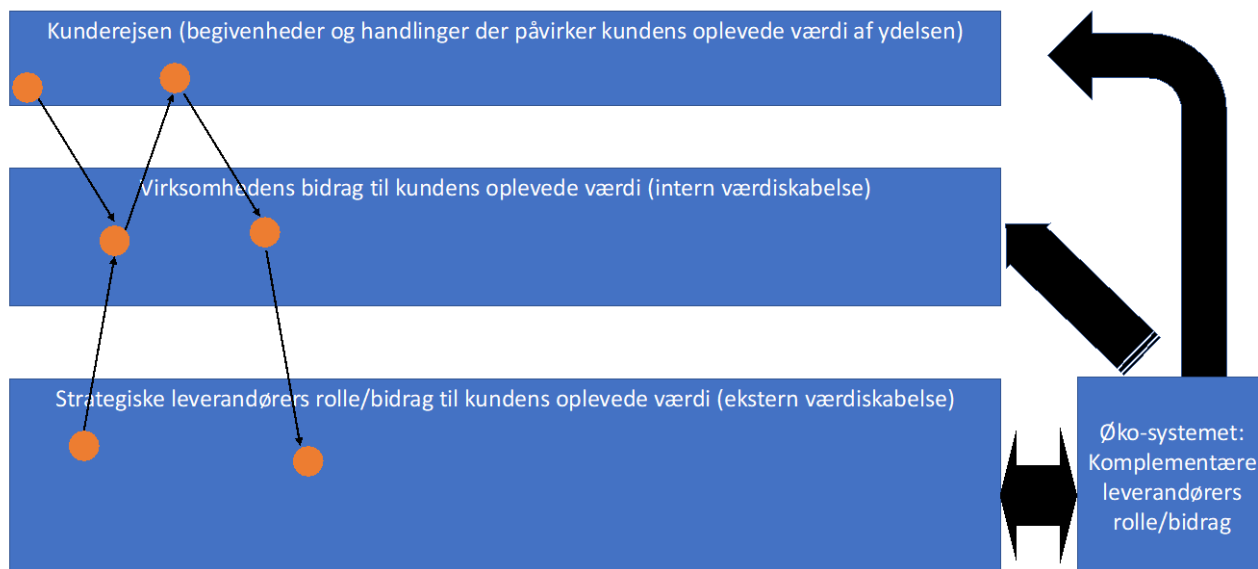 Kunderejsen (begivenheder og handlinger der påvirker kundens oplevede værdi af ydelsen)
Virksomhedens bidrag til kundens oplevede værdi (intern værdiskabelse)
Strategiske leverandørers rolle/bidrag til kundens oplevede værdi (ekstern værdiskabelse)
Øko-systemet:
Komplementære
leverandørers
rolle/bidrag